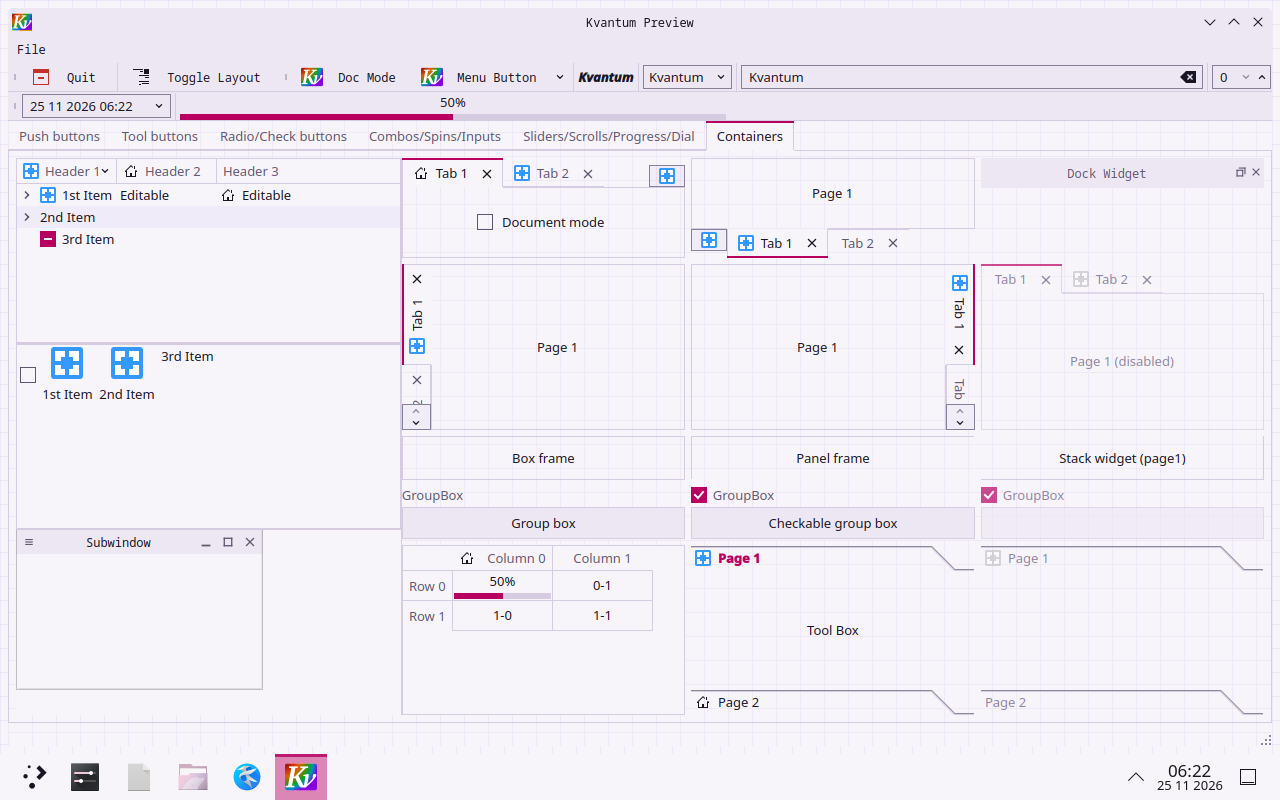 Kvantum Preview
File
Quit
Toggle Layout
Doc Mode
Menu Button
Kvantum
Kvantum
Kvantum
0
25 11 2026 06:22
50%
Push buttons
Tool buttons
Radio/Check buttons
Combos/Spins/Inputs
Sliders/Scrolls/Progress/Dial
Containers
Header 1
Header 2
Header 3
1st Item
Editable
Editable
2nd Item
3rd Item
1st Item
2nd Item
3rd Item
Subwindow
Tab 1
Tab 2
Document mode
Page 1
Tab 1
Tab 2
Dock Widget
Tab 1
Page 1
Page 1
Tab 1
Tab
Tab 1
Tab 2
Page 1 (disabled)
Box frame
Panel frame
Stack widget (page1)
GroupBox
GroupBox
GroupBox
Group box
Checkable group box
Column 0
Column 1
Row 0
50%
0-1
Row 1
1-0
1-1
Page 1
Tool Box
Page 2
Page 1
Page 2
06:22
25 11 2026